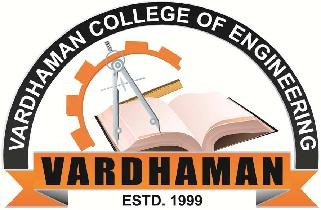 VARDHAMAN COLLEGE OF ENGINEERING
VARDHAMAN
ESTD. 1999